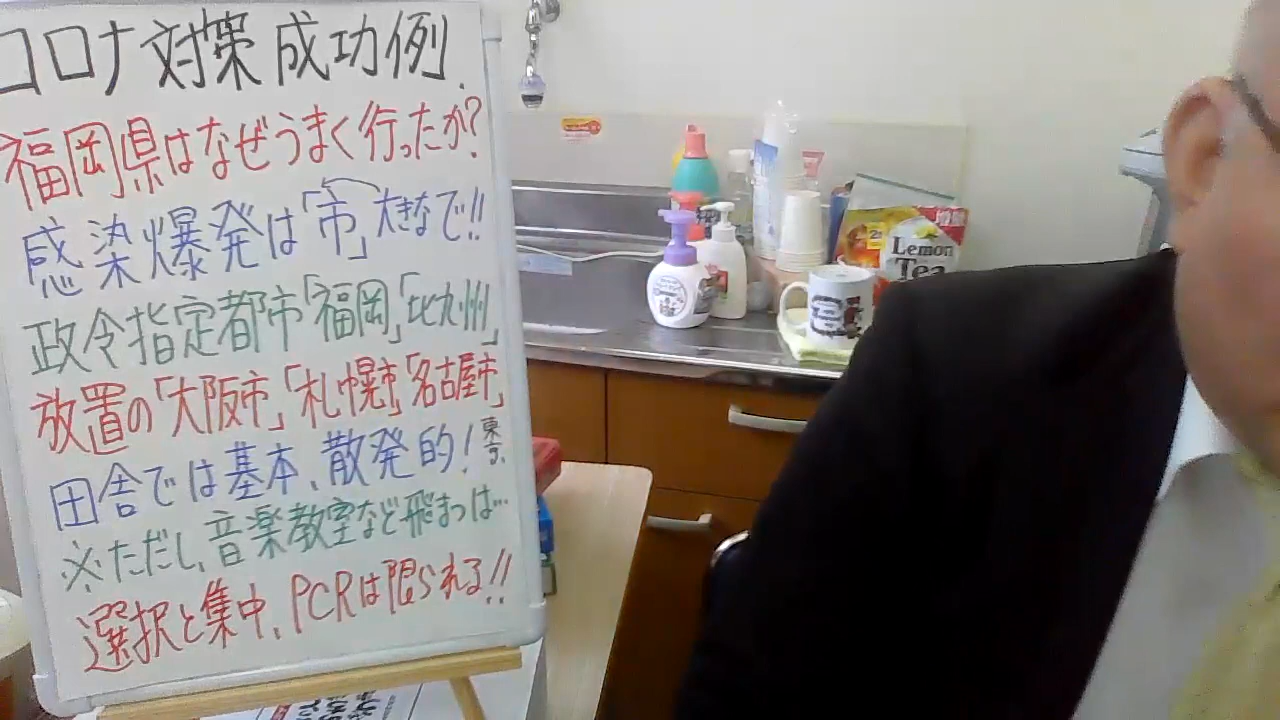 コロナ対策成功例.
福岡県はなぜうまく行ったか?
感染爆発は「市」大きなで!!
政令指定都市「福岡」「北九州」
放置の「大阪市」「札幌市」「名古屋市」
東京.
田舎では基本、散発的!
※ただし、音楽教室など飛まつは…
選択と集中、PCRは限られる!!
Lemon
Tea